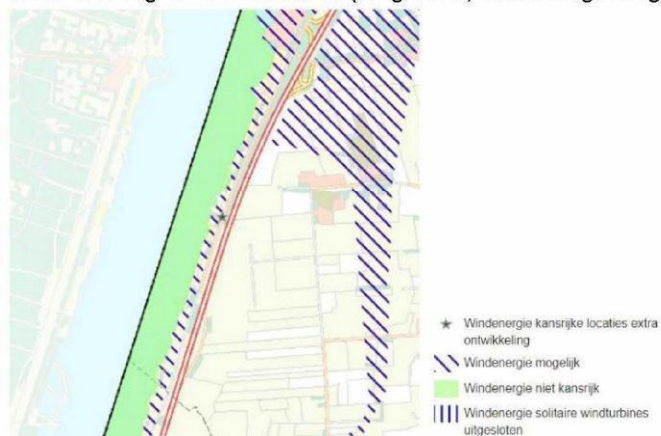 Windenergie kansrijke locaties extra
ontwikkeling
Windenergie mogelijk
Windenergie niet kansrijk
Windenergie solitaire windturbines
uitgesloten